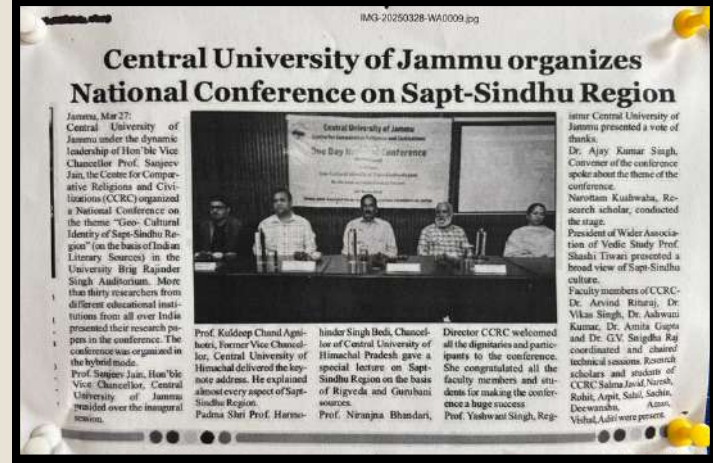 IMG-20250328-WA0009.jpg
Central University of Jammu organizes
National Conference on Sapt-Sindhu Region
Jammu, Mar 27:
Central University of
Jammu under the dynamic
leadership of Hon'ble Vice
Chancellor Prof. Sanjeev
Jain, the Centre for Compar-
ative Religions and Civi-
lizations (CCRC) organized
a National Conference on
the theme "Geo- Cultural
Identity of Sapt-Sindhu Re-
gion" (on the basis of Indian
Literary Sources) in the
University Brig Rajinder
Singh Auditorium. More
than thirty researchers from
different educational insti-
tutions from all over India
presented their research pa-
pers in the conference. The
conference was organized in
the hybrid mode.
Prof. Sanjeev Jain, Hon'ble
Vice Chancellor, Central
University of Jammu
presided over the inaugural
session.
Central University of Jammu
Centre for Comparative Religions and Civilizations
One Day National Conference
Prof. Kuldeep Chand Agni-
hotri, Former Vice Chancel-
lor, Central University of
Himachal delivered the key-
note address. He explained
almost every aspect of Sapt-
Sindhu Region.
Padma Shri Prof. Harmo-
hinder Singh Bedi, Chancel-
lor of Central University of
Himachal Pradesh gave a
special lecture on Sapt-
Sindhu Region on the basis
of Rigveda and Gurubani
sources.
Prof. Niranjna Bhandari,
Director CCRC welcomed
all the dignitaries and partic-
ipants to the conference.
She congratulated all the
faculty members and stu-
dents for making the confer-
ence a huge success
Prof. Yashwant Singh, Reg-
istrar Central University of
Jammu presented a vote of
thanks.
Dr. Ajay Kumar Singh,
Convener of the conference
spoke about the theme of the
conference.
Narottam Kushwaha, Re-
search scholar, conducted
the stage.
President of Wider Associa-
tion of Vedic Study Prof.
Shashi Tiwari presented a
broad view of Sapt-Sindhu
culture.
Faculty members of CCRC-
Dr. Arvind Rituraj, Dr.
Vikas Singh, Dr. Ashwani
Kumar, Dr. Amita Gupta
and Dr. G.V. Snigdha Raj
coordinated and chaired
technical sessions. Research
scholars and students of
CCRC Salma Javid, Naresh,
Rohit, Arpit, Sahil, Sachin,
Deewanshu, Aman,
Vishal, Aditi were present.